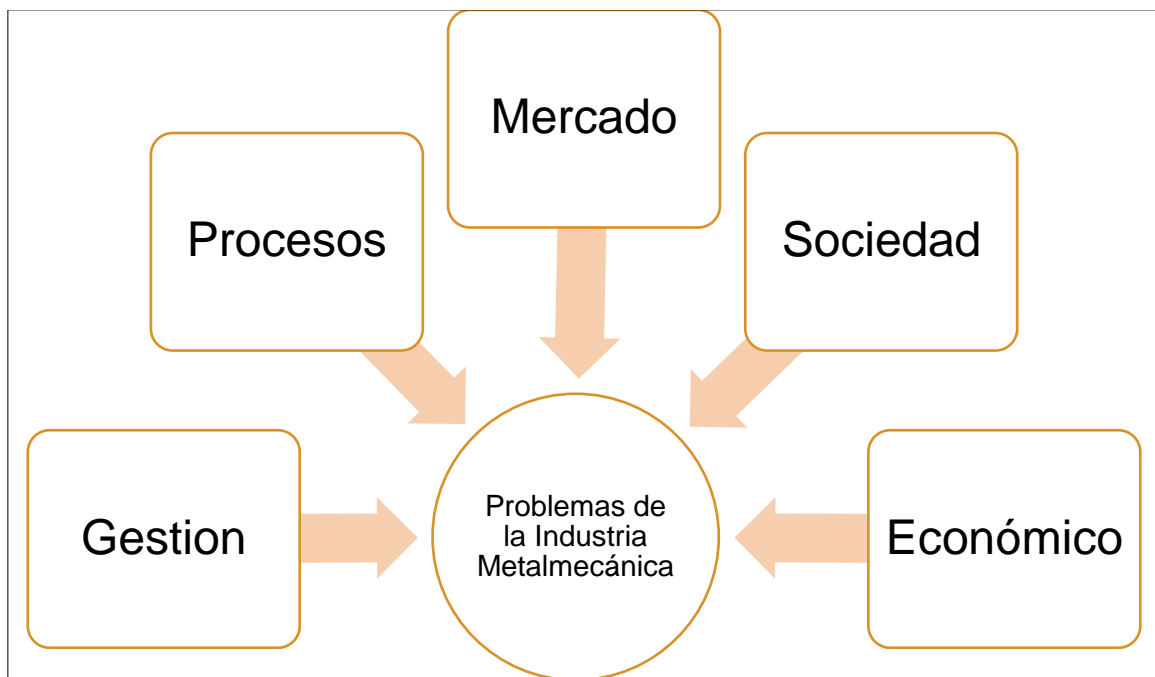 Mercado
Procesos
Sociedad
Gestion
Problemas de
la Industria
Metalmecánica
Económico